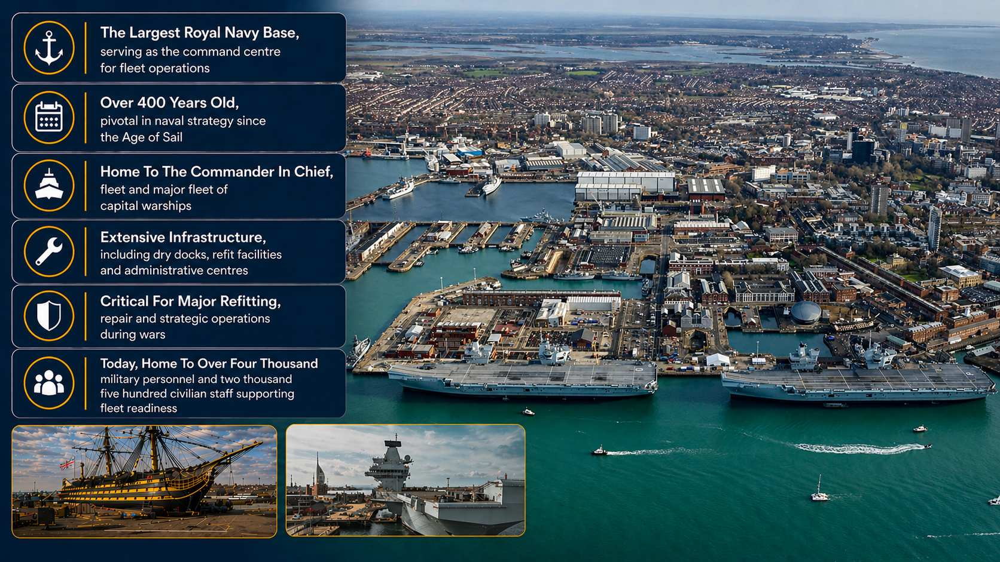 The Largest Royal Navy Base,
serving as the command centre
for fleet operations
Over 400 Years Old,
pivotal in naval strategy since
the Age of Sail
Home To The Commander In Chief,
fleet and major fleet of
capital warships
Extensive Infrastructure,
including dry docks, refit facilities
and administrative centres
Critical For Major Refitting,
repair and strategic operations
during wars
Today, Home To Over Four Thousand
military personnel and two thousand
five hundred civilian staff supporting
fleet readiness